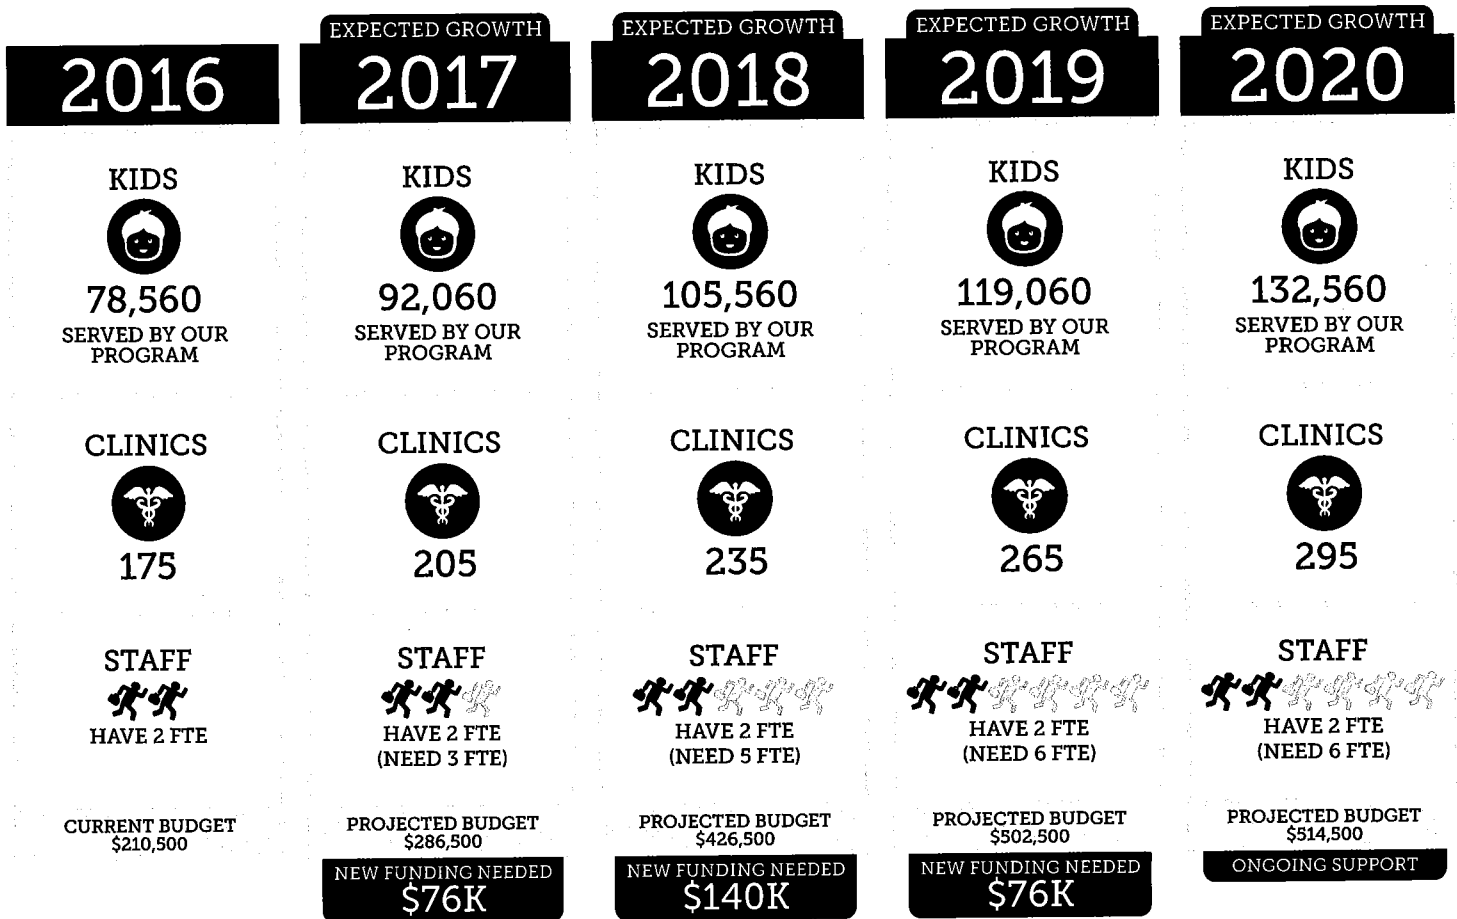 2016
KIDS
78,560
SERVED BY OUR
PROGRAM
CLINICS
175
STAFF
HAVE 2 FTE
CURRENT BUDGET
$210,500
EXPECTED GROWTH
2017
KIDS
92,060
SERVED BY OUR
PROGRAM
CLINICS
205
STAFF
HAVE 2 FTE
(NEED 3 FTE)
PROJECTED BUDGET
$286,500
NEW FUNDING NEEDED
$76K
EXPECTED GROWTH
2018
KIDS
105,560
SERVED BY OUR
PROGRAM
CLINICS
235
STAFF
HAVE 2 FTE
(NEED 5 FTE)
PROJECTED BUDGET
$426,500
NEW FUNDING NEEDED
$140K
EXPECTED GROWTH
2019
KIDS
119,060
SERVED BY OUR
PROGRAM
CLINICS
265
STAFF
HAVE 2 FTE
(NEED 6 FTE)
PROJECTED BUDGET
$502,500
NEW FUNDING NEEDED
$76K
EXPECTED GROWTH
2020
KIDS
132,560
SERVED BY OUR
PROGRAM
CLINICS
295
STAFF
HAVE 2 FTE
(NEED 6 FTE)
PROJECTED BUDGET
$514,500
ONGOING SUPPORT